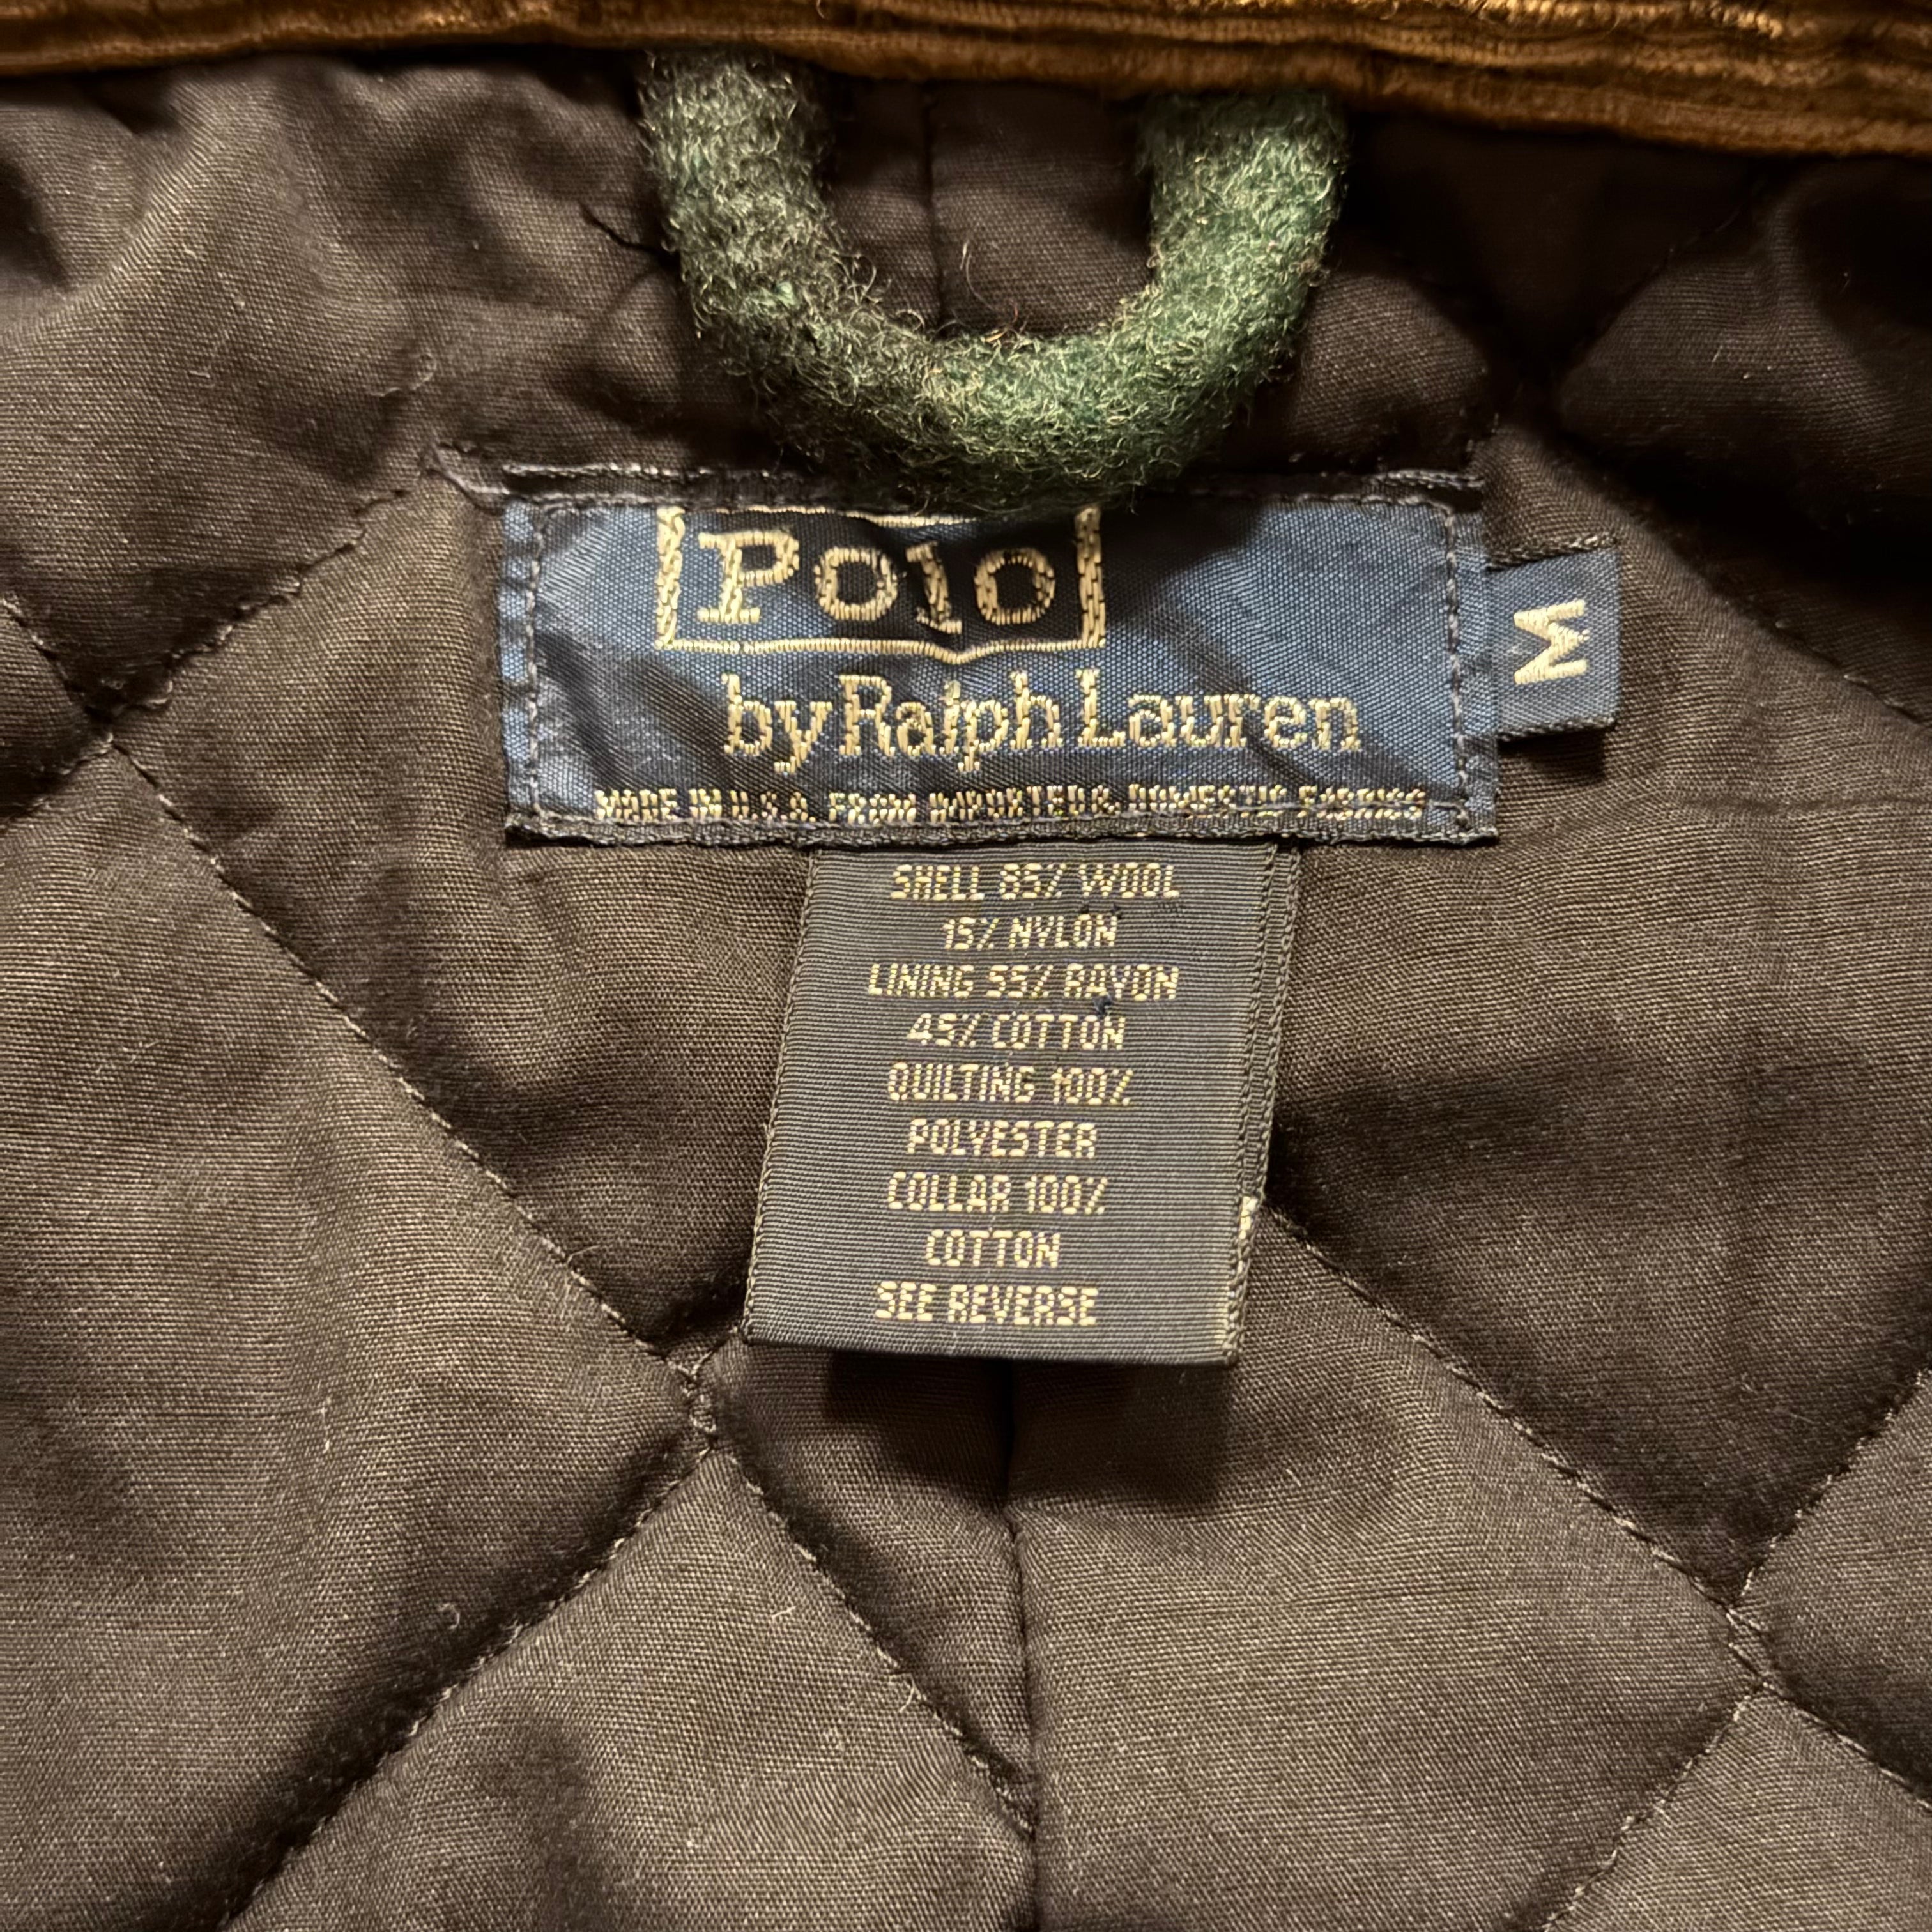 Polo
by Ralph Lauren
M
MADE IN U.S.A. FROM IMPORTED & DOMESTIC FABRICS
SHELL 85% WOOL
15% NYLON
LINING 55% RAYON
45% COTTON
QUILTING 100%
POLYESTER
COLLAR 100%
COTTON
SEE REVERSE